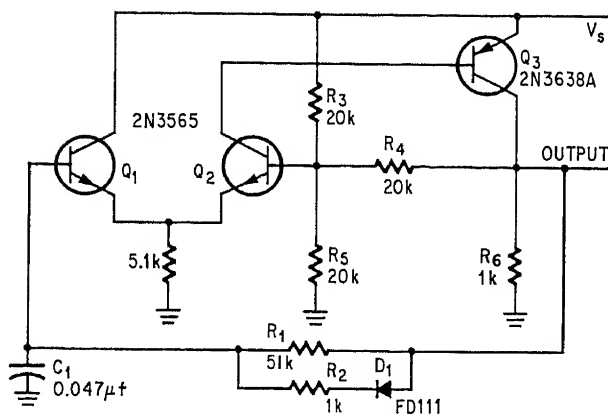 Vs
Q3
2N3638A
R3
20k
2N3565
Q1
Q2
R4
20k
OUTPUT
5.1k
R5
20k
R6
1k
R1
51k
R2
1k
D1
FD111
C1
0.047µf